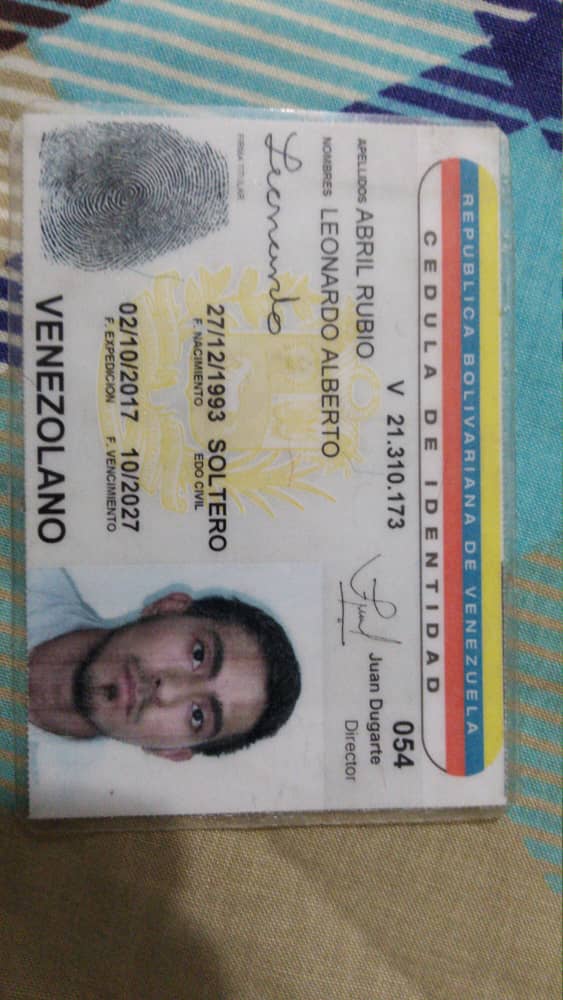 REPUBLICA BOLIVARIANA DE VENEZUELA
CEDULA DE IDENTIDAD
V 21.310.173
054
APELLIDOS ABRIL RUBIO
Juan Dugarte
Director
NOMBRES LEONARDO ALBERTO
Leonardo
FIRMA TITULAR
27/12/1993 SOLTERO
F. NACIMIENTO EDO CIVIL
02/10/2017 10/2027
F. EXPEDICION F. VENCIMIENTO
VENEZOLANO